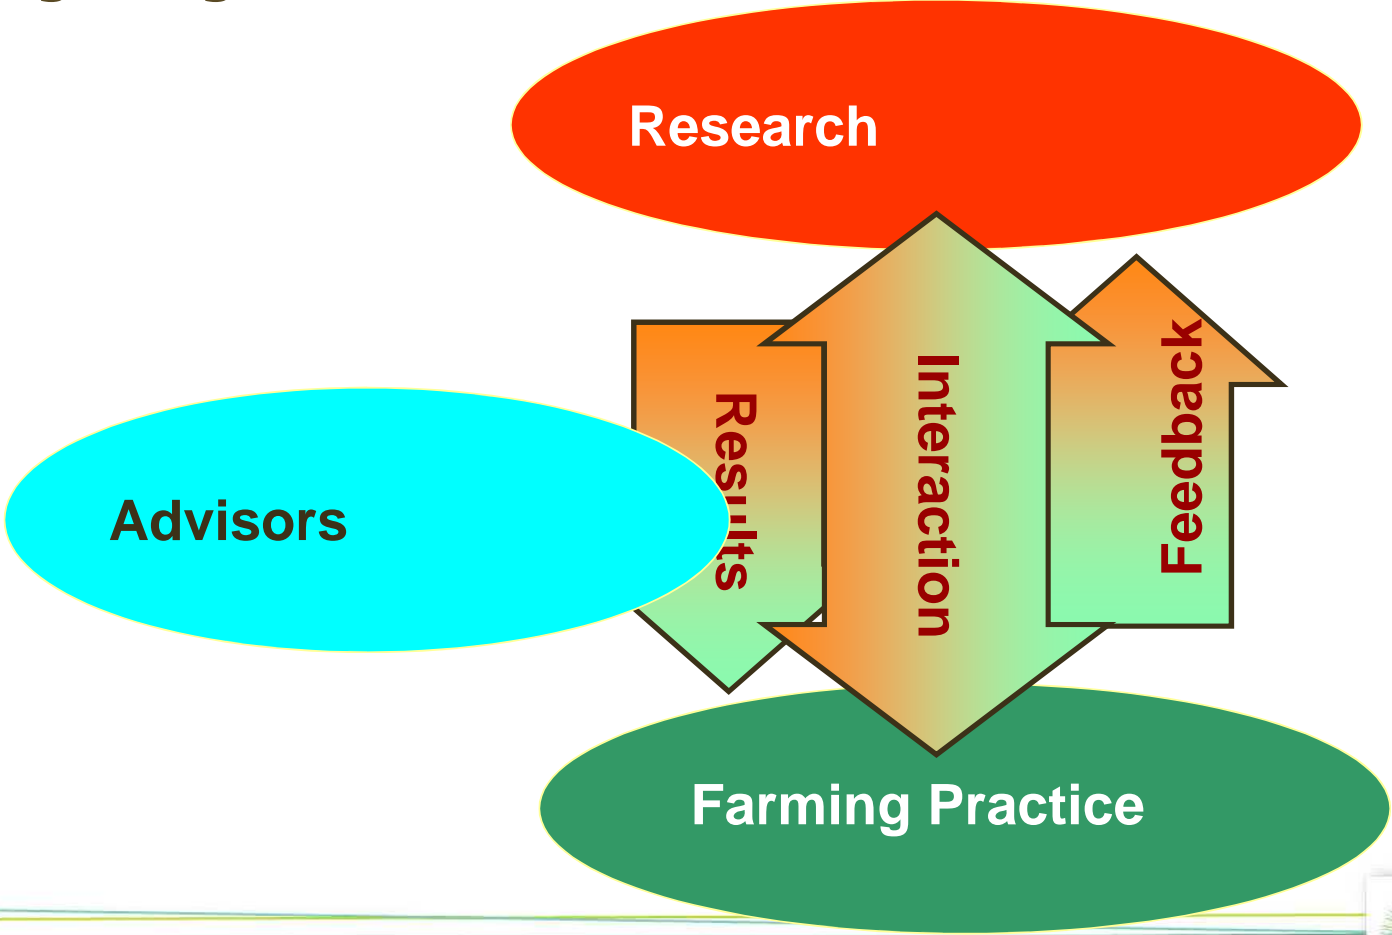 Research
Results
Interaction
Feedback
Advisors
Farming Practice